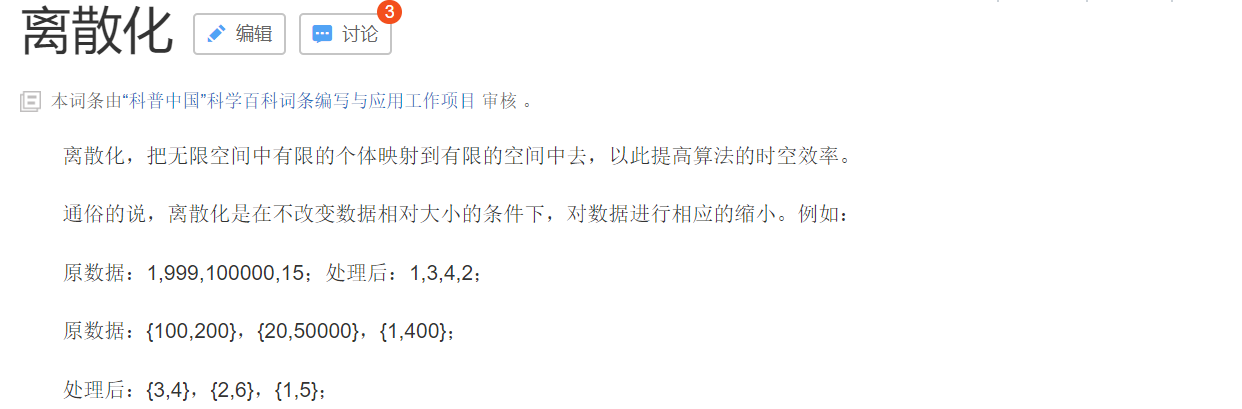 离散化 编辑 讨论 3
本词条由“科普中国”科学百科词条编写与应用工作项目 审核 。
离散化，把无限空间中有限的个体映射到有限的空间中去，以此提高算法的时空效率。
通俗的说，离散化是在不改变数据相对大小的条件下，对数据进行相应的缩小。例如：
原数据：1,999,100000,15；处理后：1,3,4,2；
原数据：{100,200}，{20,50000}，{1,400}；
处理后：{3,4}，{2,6}，{1,5}；